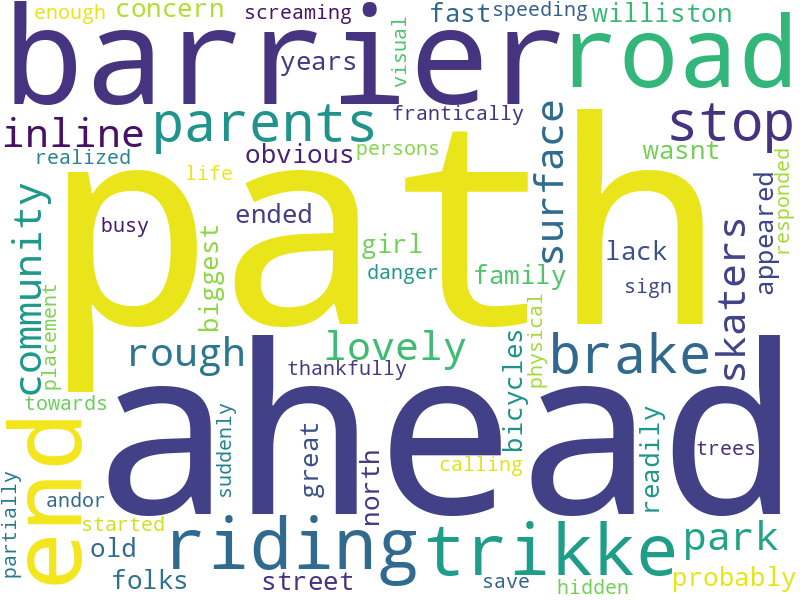 enough concern screaming fast speeding williston
barrier road
years visual
inline parents frantically stop
realized obvious persons wasnt
path
life
community busy ended surface appeared responded
biggest girl lack skaters
danger family sign
placement physical
rough lovely brake
thankfully bicycles
ahead
towards suddenly great north readily trees
end calling
partially andor started
riding trikke park
old folks street save hidden probably